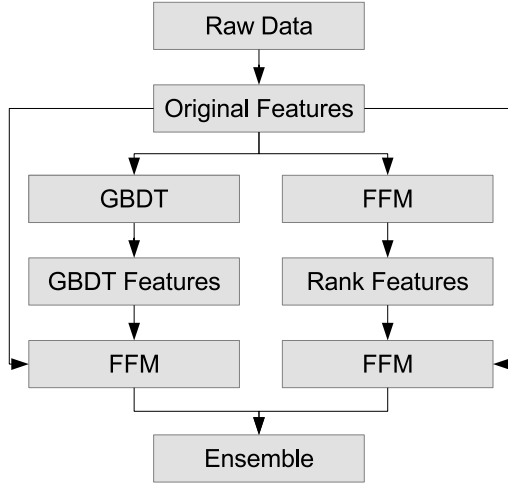 Raw Data
Original Features
GBDT
FFM
GBDT Features
Rank Features
FFM
FFM
Ensemble